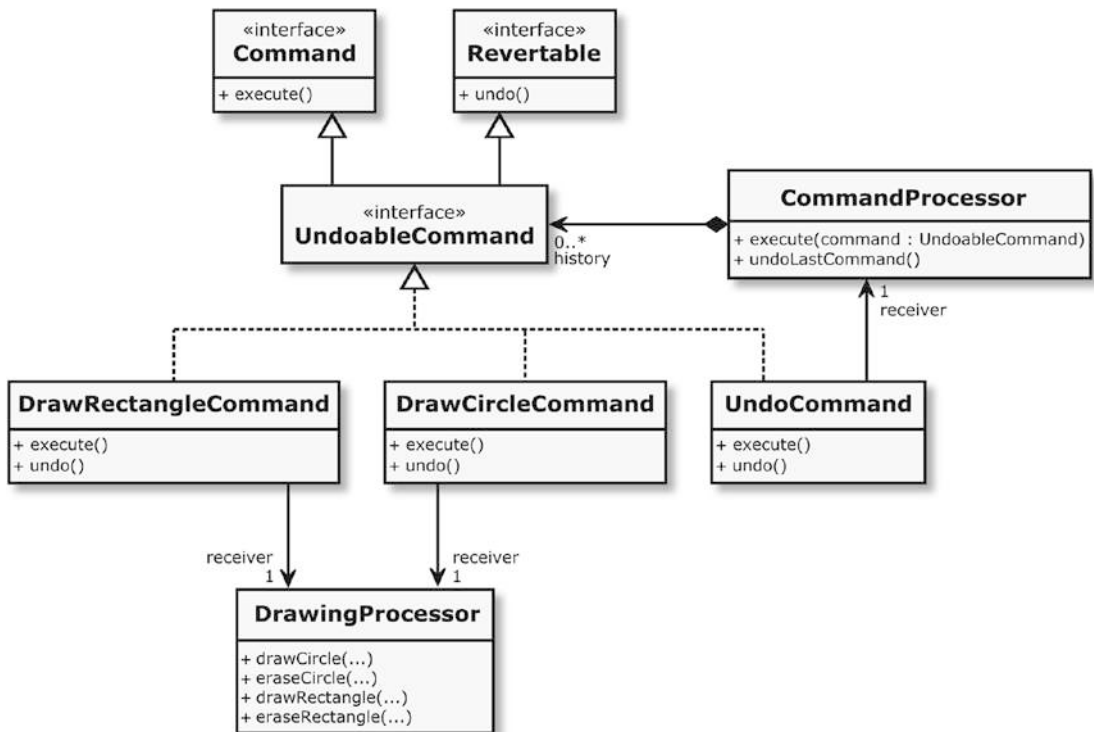 «interface»
Command
+ execute()
«interface»
Revertable
+ undo()
«interface»
UndoableCommand
0..*
history
CommandProcessor
+ execute(command : UndoableCommand)
+ undoLastCommand()
1
receiver
DrawRectangleCommand
+ execute()
+ undo()
DrawCircleCommand
+ execute()
+ undo()
UndoCommand
+ execute()
+ undo()
receiver
1
receiver
1
DrawingProcessor
+ drawCircle(...)
+ eraseCircle(...)
+ drawRectangle(...)
+ eraseRectangle(...)